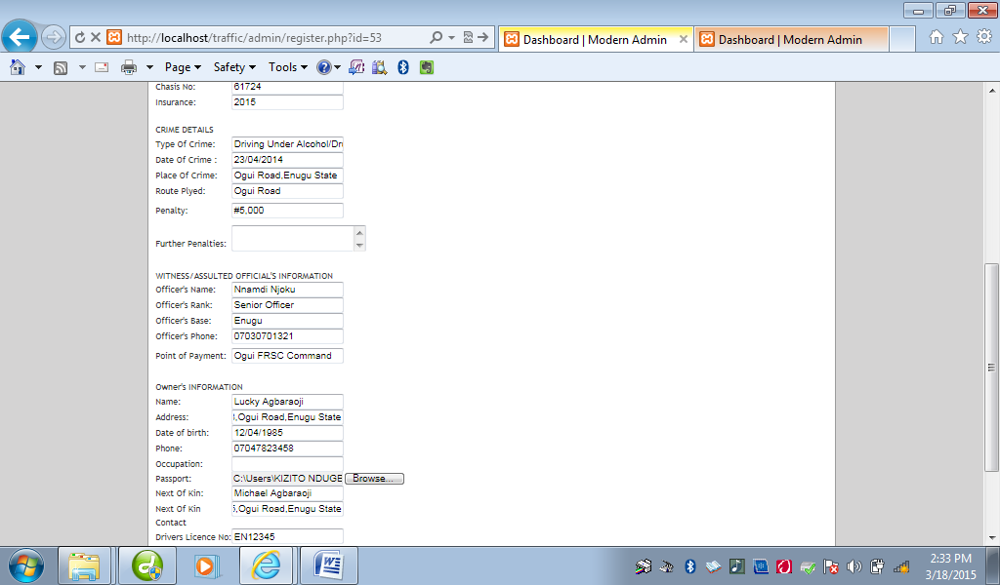 http://localhost/traffic/admin/register.php?id=53
Dashboard | Modern Admin
Dashboard | Modern Admin
Page Safety Tools
Chasis No: 61724
Insurance: 2015
CRIME DETAILS
Type Of Crime: Driving Under Alcohol/Dru
Date Of Crime : 23/04/2014
Place Of Crime: Ogui Road,Enugu State
Route Plyed: Ogui Road
Penalty: #5,000
Further Penalties:
WITNESS/ASSULTED OFFICIAL'S INFORMATION
Officer's Name: Nnamdi Njoku
Officer's Rank: Senior Officer
Officer's Base: Enugu
Officer's Phone: 07030701321
Point of Payment: Ogui FRSC Command
Owner's INFORMATION
Name: Lucky Agbaraoji
Address: ,Ogui Road,Enugu State
Date of birth: 12/04/1985
Phone: 07047823458
Occupation:
Passport: C:\Users\KIZITO NDUGE Browse...
Next Of Kin: Michael Agbaraoji
Next Of Kin ,Ogui Road,Enugu State
Contact
Drivers Licence No: EN12345
2:33 PM
3/18/2015